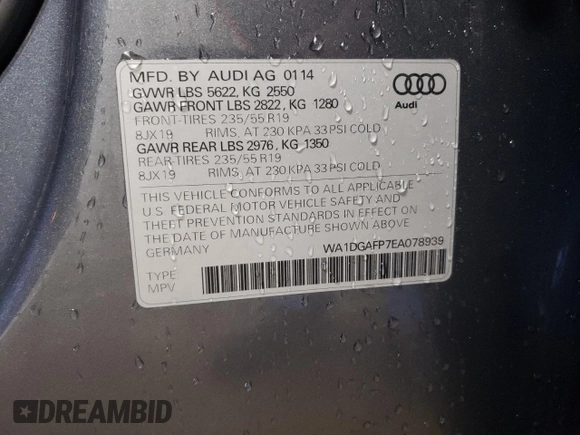 MFD. BY AUDI AG 01 14
GVWR LBS 5622, KG 2550
GAWR FRONT LBS 2822, KG 1280
FRONT-TIRES 235/55 R19
8JX19 RIMS, AT 230 KPA 33 PSI COLD
GAWR REAR LBS 2976, KG 1350
REAR-TIRES 235/55 R19
8JX19 RIMS, AT 230 KPA 33 PSI COLD
THIS VEHICLE CONFORMS TO ALL APPLICABLE
U.S. FEDERAL MOTOR VEHICLE SAFETY AND
THEFT PREVENTION STANDARDS IN EFFECT ON
THE DATE OF MANUFACTURE SHOWN ABOVE
GERMANY
WA1DGAFP7EA078939
TYPE
MPV
Audi
DREAMBID